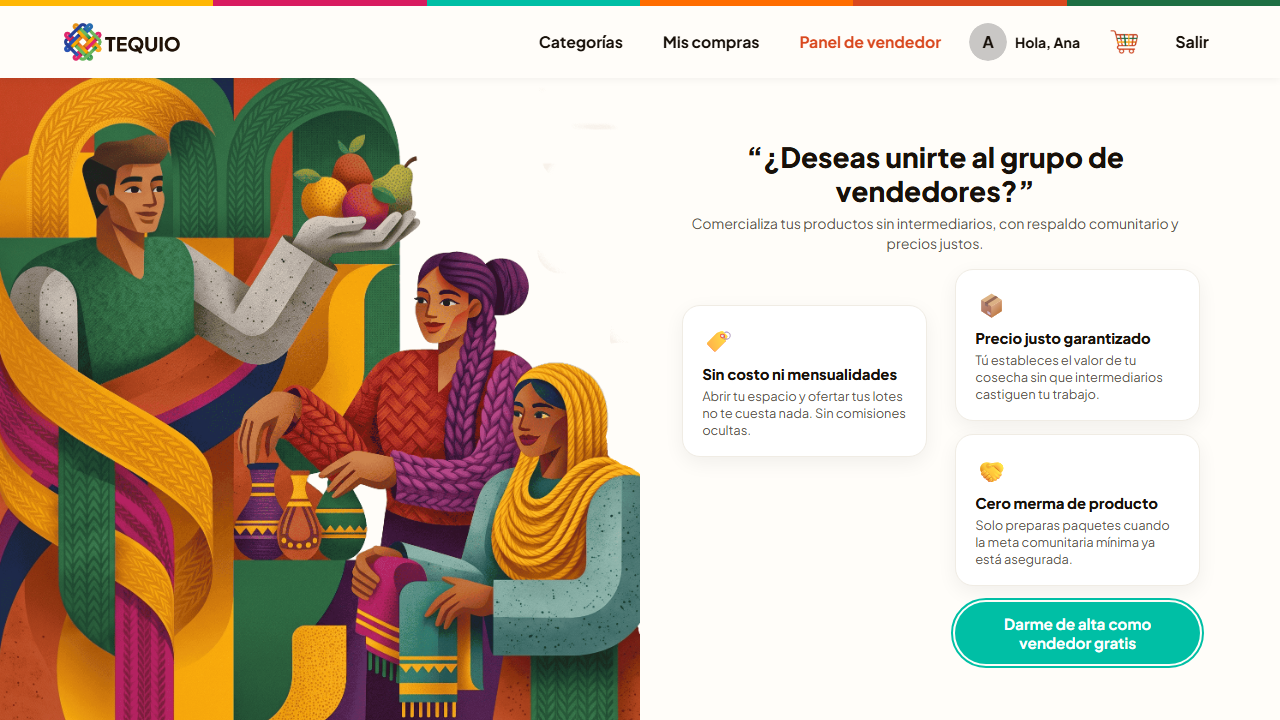 TEQUIO
Categorías
Mis compras
Panel de vendedor
A
Hola, Ana
Salir
“¿Deseas unirte al grupo de
vendedores?”
Comercializa tus productos sin intermediarios, con respaldo comunitario y
precios justos.
Sin costo ni mensualidades
Abrir tu espacio y ofertar tus lotes
no te cuesta nada. Sin comisiones
ocultas.
Precio justo garantizado
Tú estableces el valor de tu
cosecha sin que intermediarios
castiguen tu trabajo.
Cero merma de producto
Solo preparas paquetes cuando
la meta comunitaria mínima ya
está asegurada.
Darme de alta como
vendedor gratis